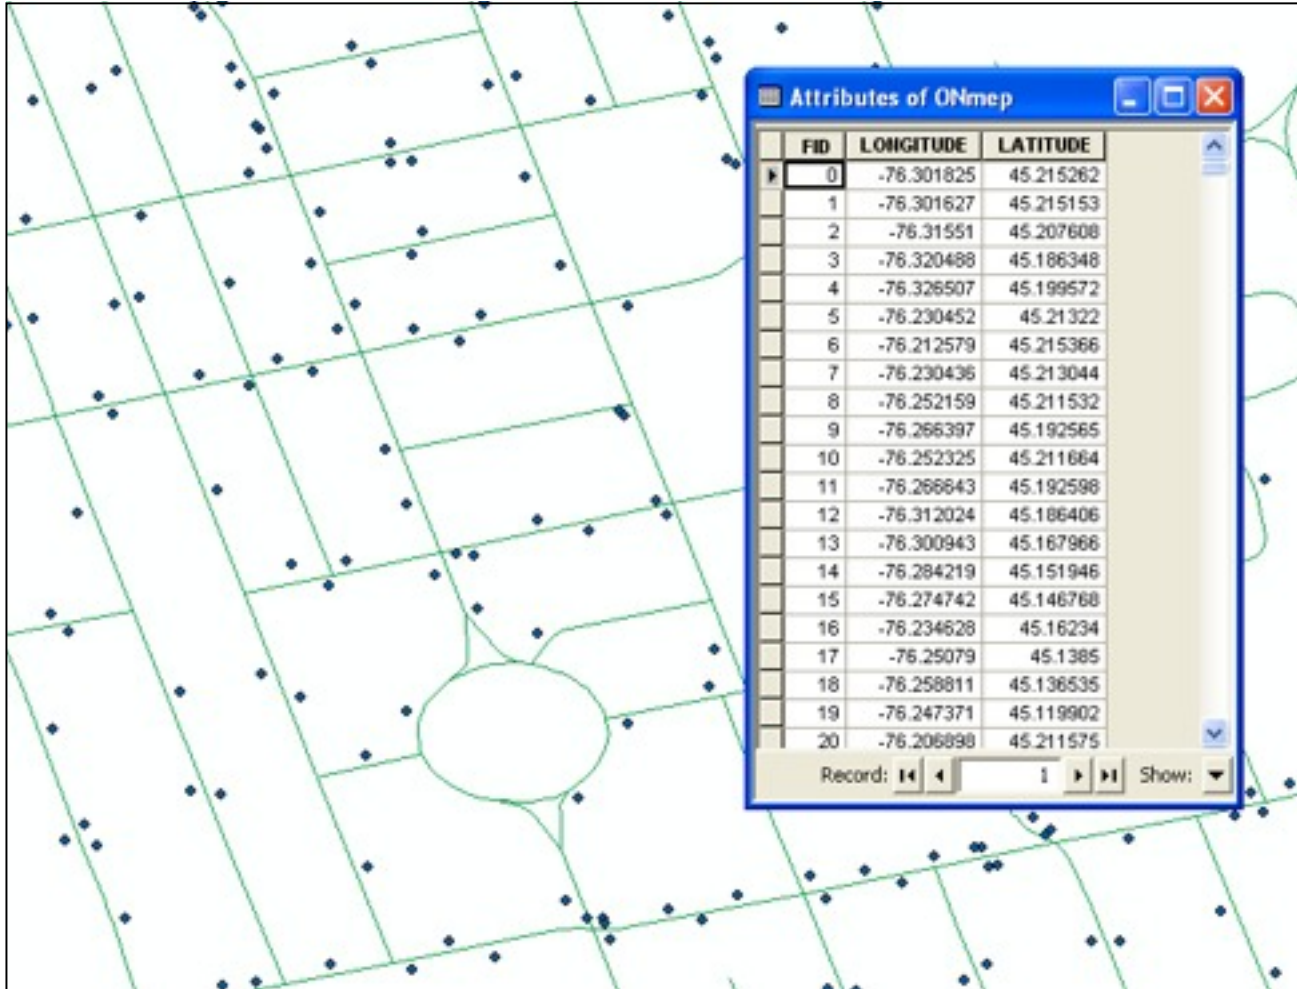 Attributes of ONmep
FID LONGITUDE LATITUDE
0 -76.301825 45.215262
1 -76.301627 45.215153
2 -76.31551 45.207608
3 -76.320488 45.186348
4 -76.326507 45.199572
5 -76.230452 45.21322
6 -76.212579 45.215366
7 -76.230436 45.213044
8 -76.252159 45.211532
9 -76.266397 45.192565
10 -76.252325 45.211664
11 -76.266643 45.192598
12 -76.312024 45.186406
13 -76.300943 45.167966
14 -76.284219 45.151946
15 -76.274742 45.146768
16 -76.234628 45.16234
17 -76.25079 45.1385
18 -76.258811 45.136535
19 -76.247371 45.119902
20 -76.206898 45.211575
Record: 1 Show: